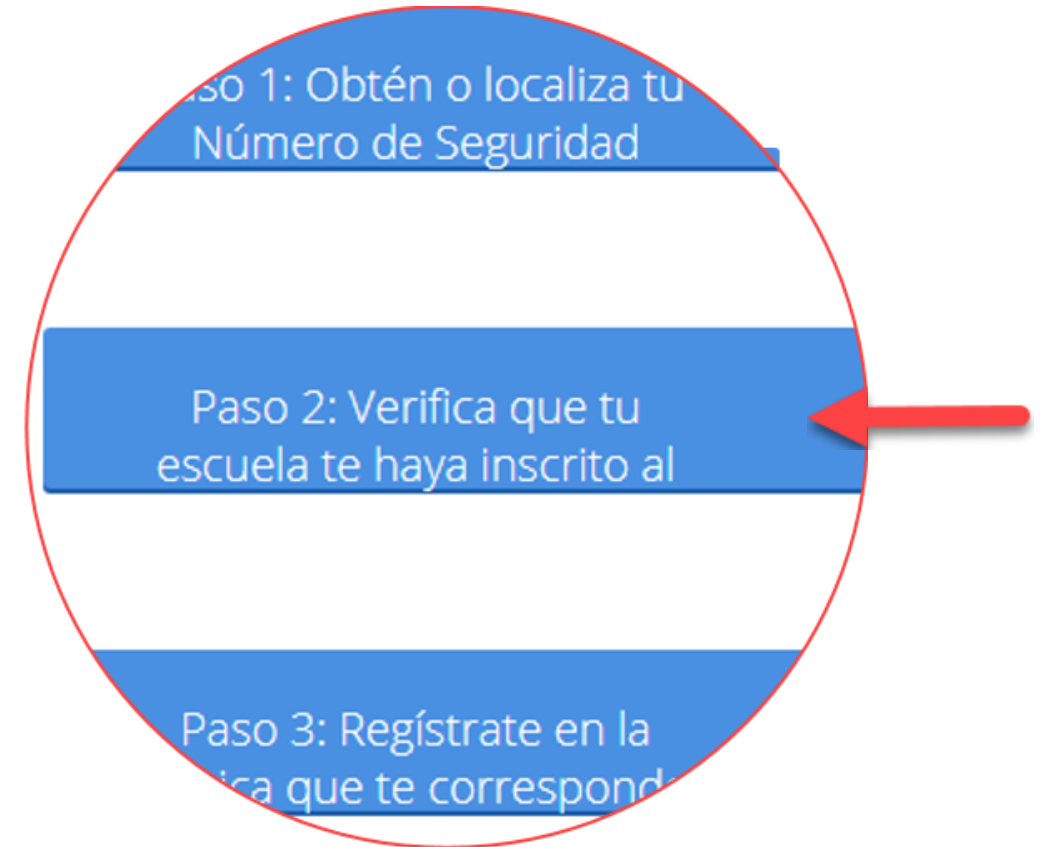 1: Obtén o localiza tu
Número de Seguridad
Paso 2: Verifica que tu
escuela te haya inscrito al
Paso 3: Regístrate en la
que te corresponda